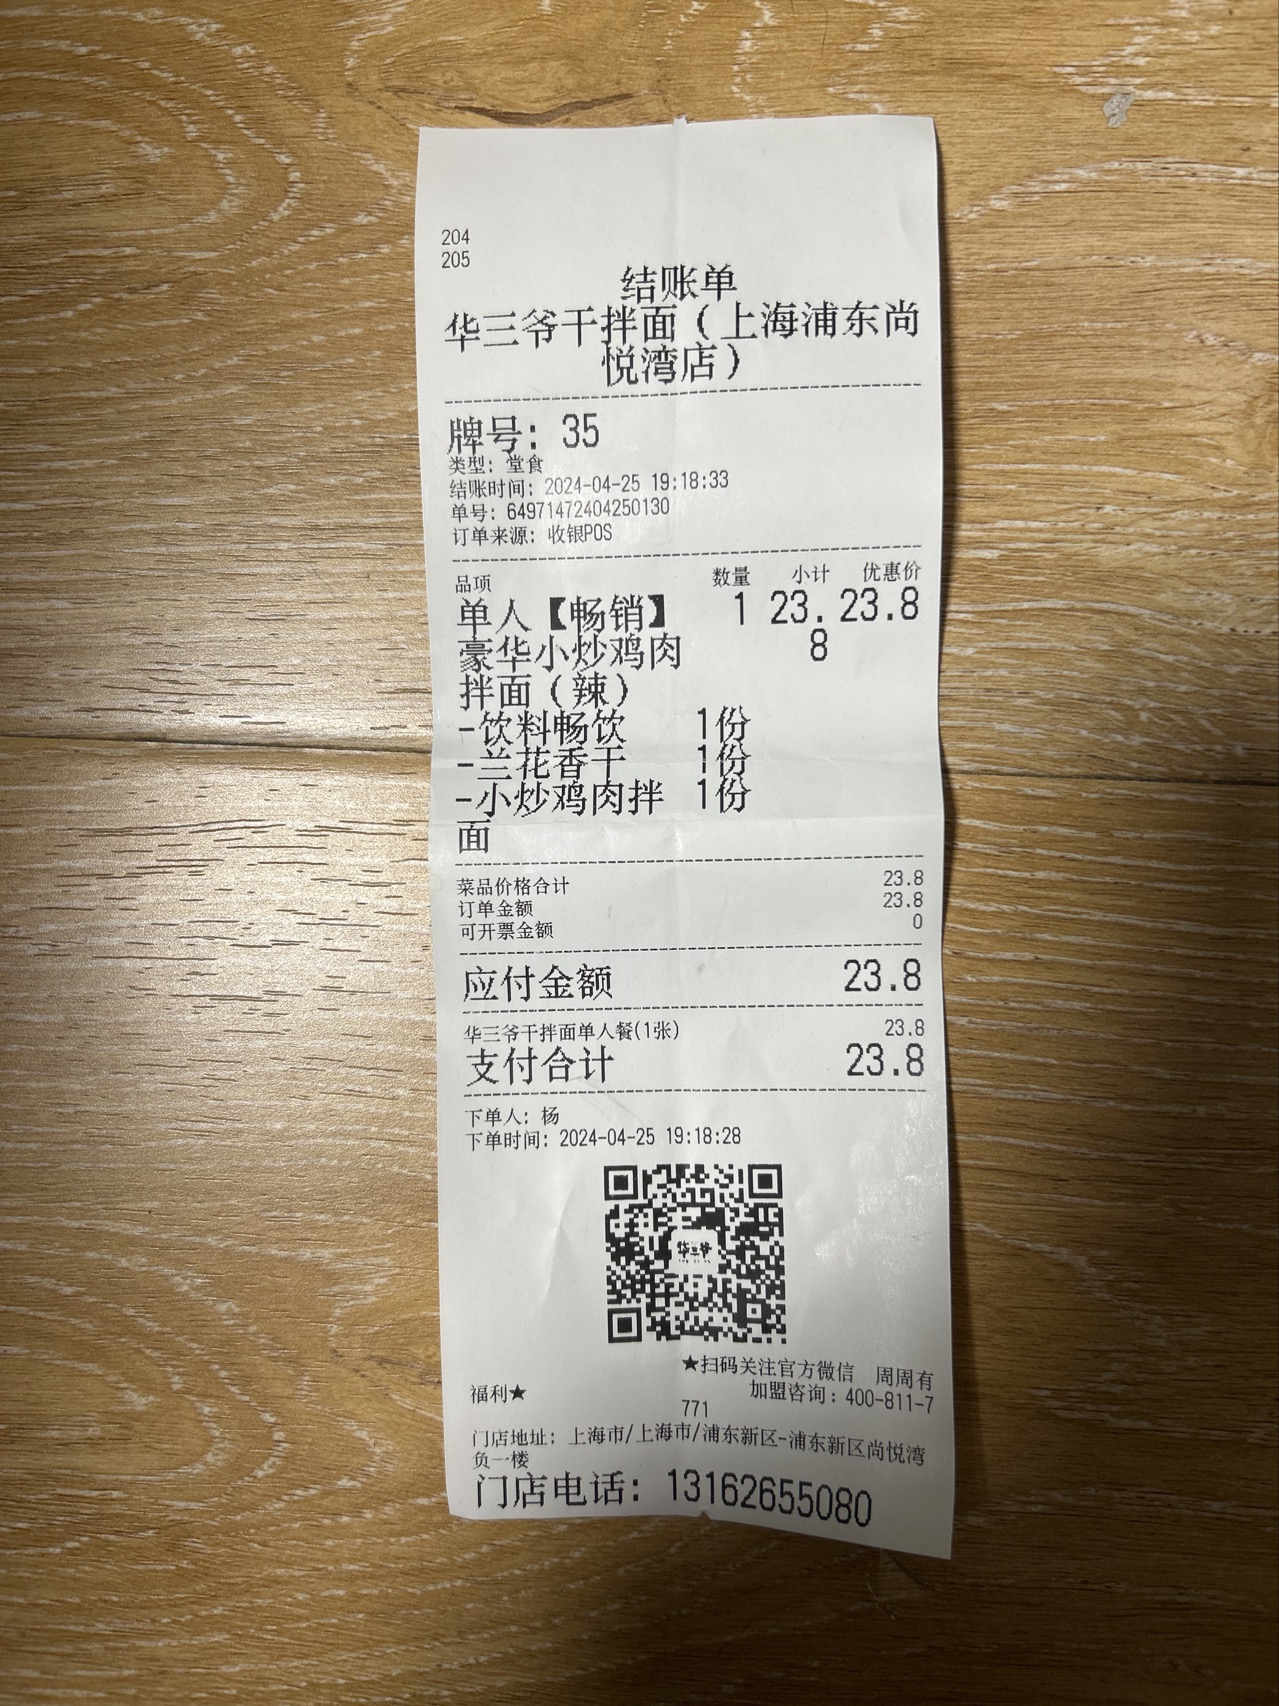 204
205
结账单
华三爷干拌面（上海浦东尚
悦湾店）
牌号: 35
类型: 堂食
结账时间: 2024-04-25 19:18:33
单号: 64971472404250130
订单来源: 收银POS
品项 数量 小计 优惠价
单人【畅销】 1 23. 23.8
豪华小炒鸡肉 8
拌面（辣）
-饮料畅饮 1份
-兰花香干 1份
-小炒鸡肉拌 1份
面
菜品价格合计 23.8
订单金额 23.8
可开票金额 0
应付金额 23.8
华三爷干拌面单人餐(1张) 23.8
支付合计 23.8
下单人: 杨
下单时间: 2024-04-25 19:18:28
华三爷
★扫码关注官方微信 周周有
福利★ 加盟咨询: 400-811-7
771
门店地址: 上海市/上海市/浦东新区-浦东新区尚悦湾
负一楼
门店电话: 13162655080